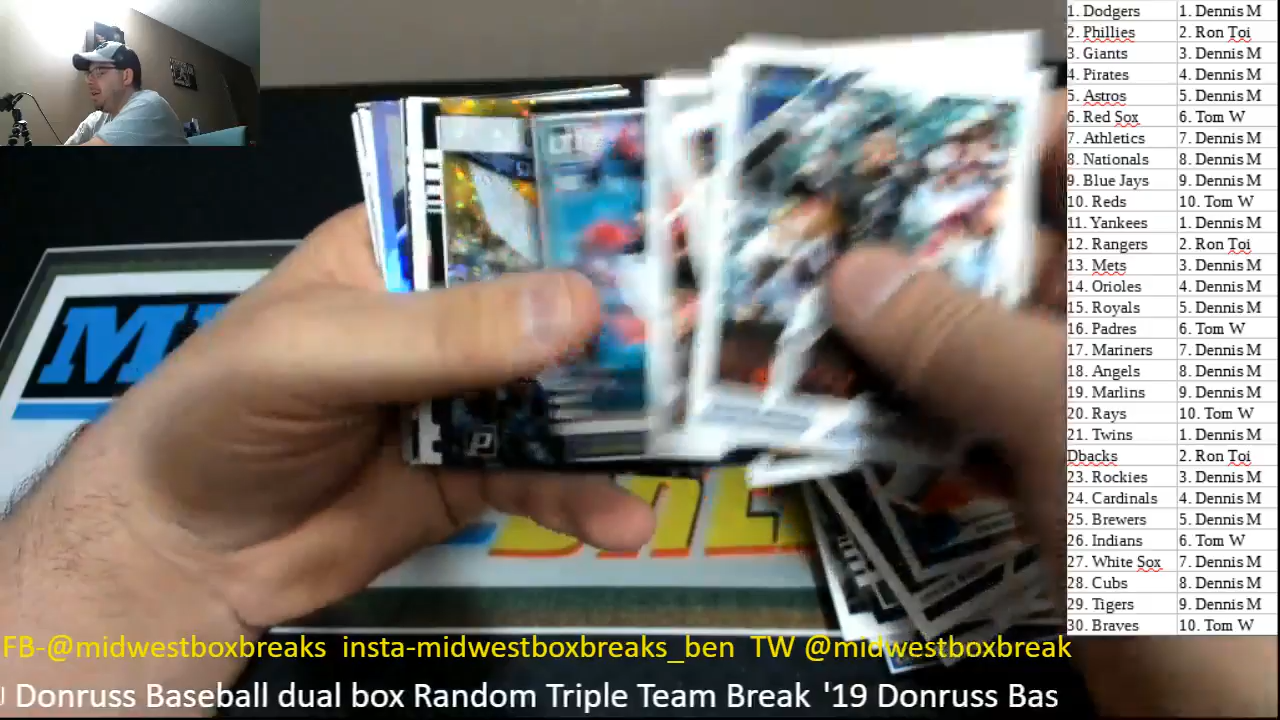 1. Dodgers 1. Dennis M
2. Phillies 2. Ron Toi
3. Giants 3. Dennis M
4. Pirates 4. Dennis M
5. Astros 5. Dennis M
6. Red Sox 6. Tom W
7. Athletics 7. Dennis M
8. Nationals 8. Dennis M
9. Blue Jays 9. Dennis M
10. Reds 10. Tom W
11. Yankees 1. Dennis M
12. Rangers 2. Ron Toi
13. Mets 3. Dennis M
14. Orioles 4. Dennis M
15. Royals 5. Dennis M
16. Padres 6. Tom W
17. Mariners 7. Dennis M
18. Angels 8. Dennis M
19. Marlins 9. Dennis M
20. Rays 10. Tom W
21. Twins 1. Dennis M
Dbacks 2. Ron Toi
23. Rockies 3. Dennis M
24. Cardinals 4. Dennis M
25. Brewers 5. Dennis M
26. Indians 6. Tom W
27. White Sox 7. Dennis M
28. Cubs 8. Dennis M
29. Tigers 9. Dennis M
30. Braves 10. Tom W
FB-@midwestboxbreaks insta-midwestboxbreaks_ben TW @midwestboxbreak
Donruss Baseball dual box Random Triple Team Break '19 Donruss Bas